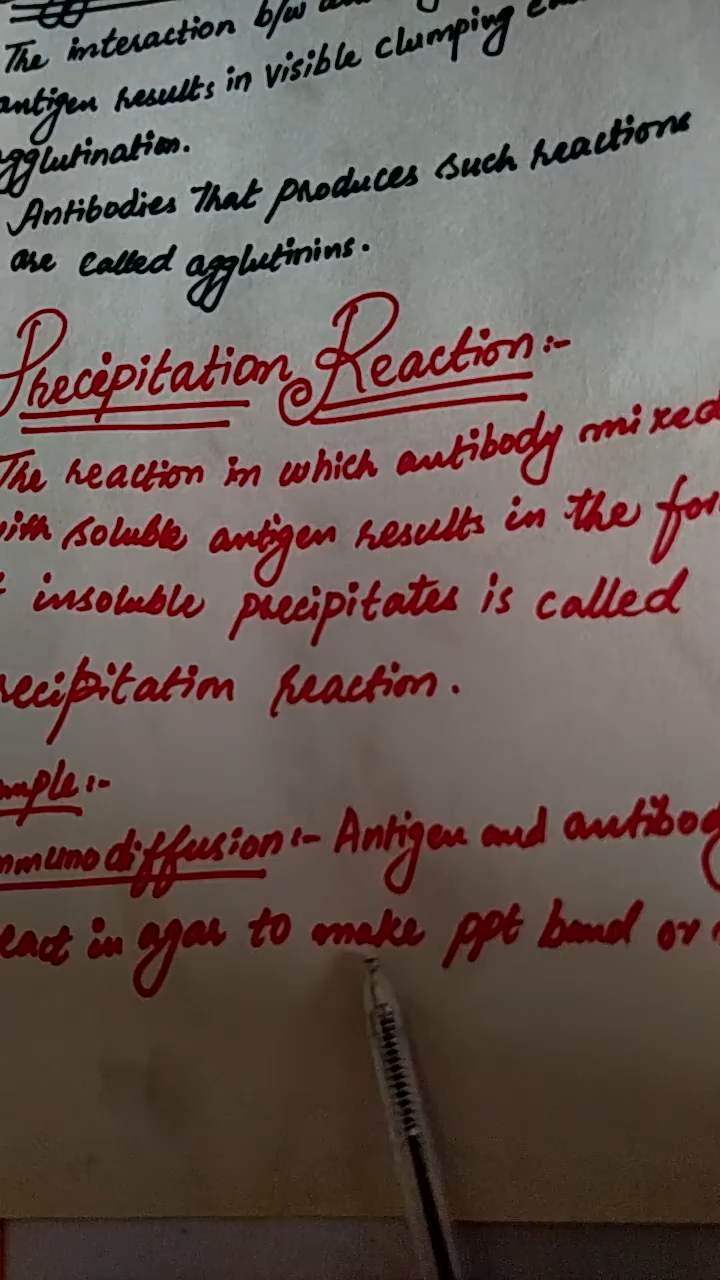 The interaction b/w
antigen results in visible clumping
agglutination.
Antibodies that produces such reactions
are called agglutinins.
Precipitation Reaction:-
The reaction in which antibody mixed
with soluble antigen results in the for
insoluble precipitates is called
recipitation reaction.
mple:-
mmunodiffusion:- Antigen and antibod
eact in agar to make ppt band or